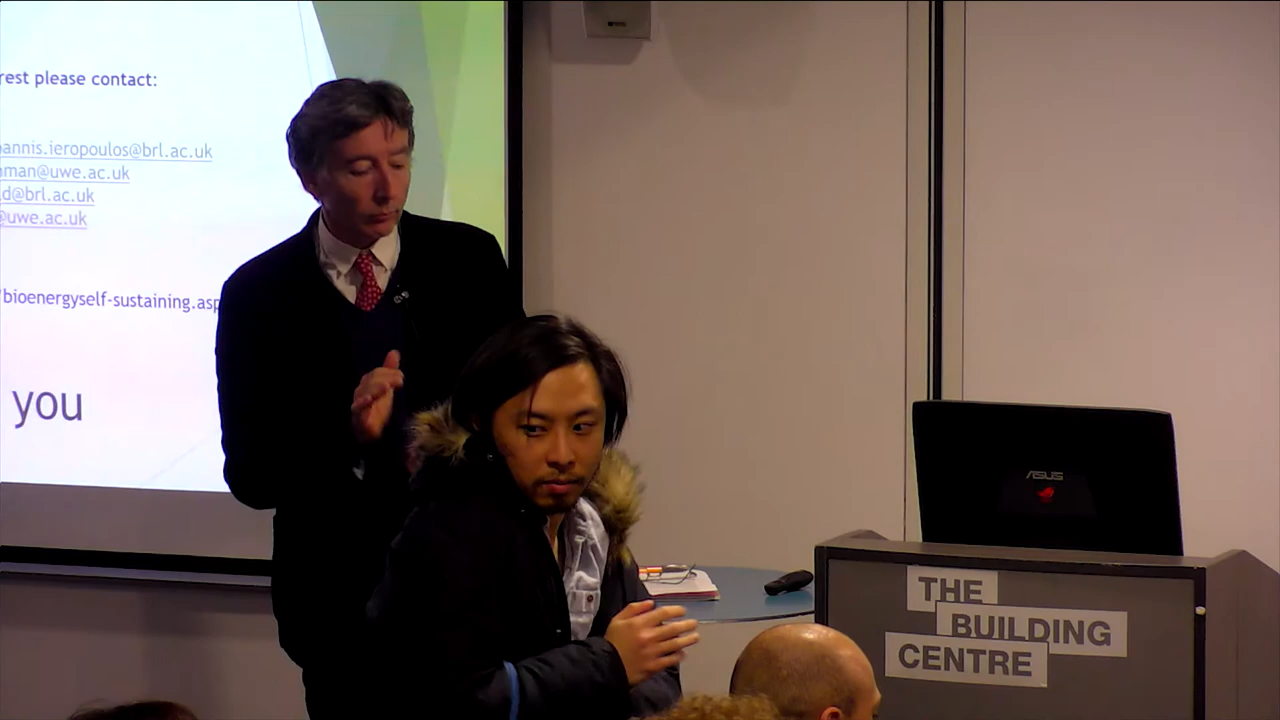 rest please contact:
annis.ieropoulos@brl.ac.uk
man@uwe.ac.uk
d@brl.ac.uk
@uwe.ac.uk
bioenergyself-sustaining.asp
you
ASUS
THE
BUILDING
CENTRE